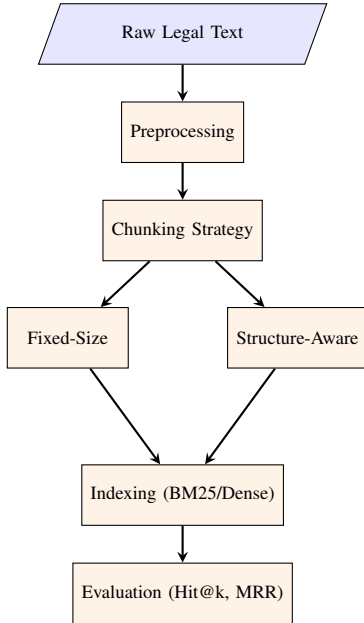 Raw Legal Text
Preprocessing
Chunking Strategy
Fixed-Size
Structure-Aware
Indexing (BM25/Dense)
Evaluation (Hit@k, MRR)